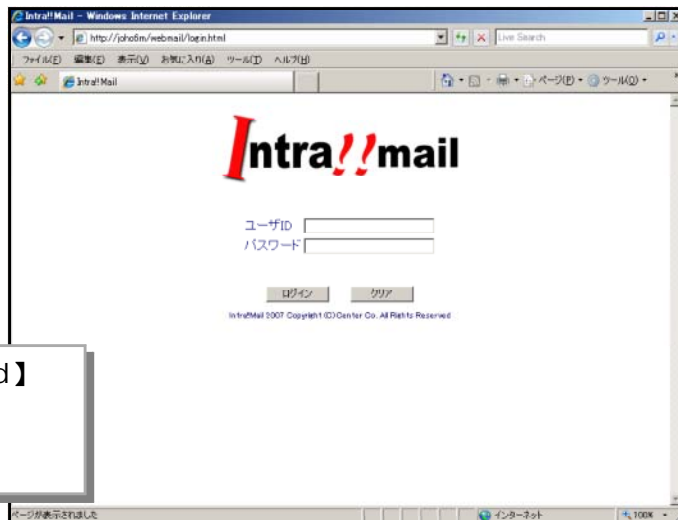 Intra!!Mail - Windows Internet Explorer
http://joho6m/webmail/login.html
Live Search
ファイル(F) 編集(E) 表示(V) お気に入り(A) ツール(T) ヘルプ(H)
Intra!!Mail
ページ(P) ツール(O)
Intra!!mail
ユーザID
パスワード
ログイン クリア
Intra!!Mail 2007 Copyright (C)Center Co. All Rights Reserved
d】
ページが表示されました
インターネット
100%